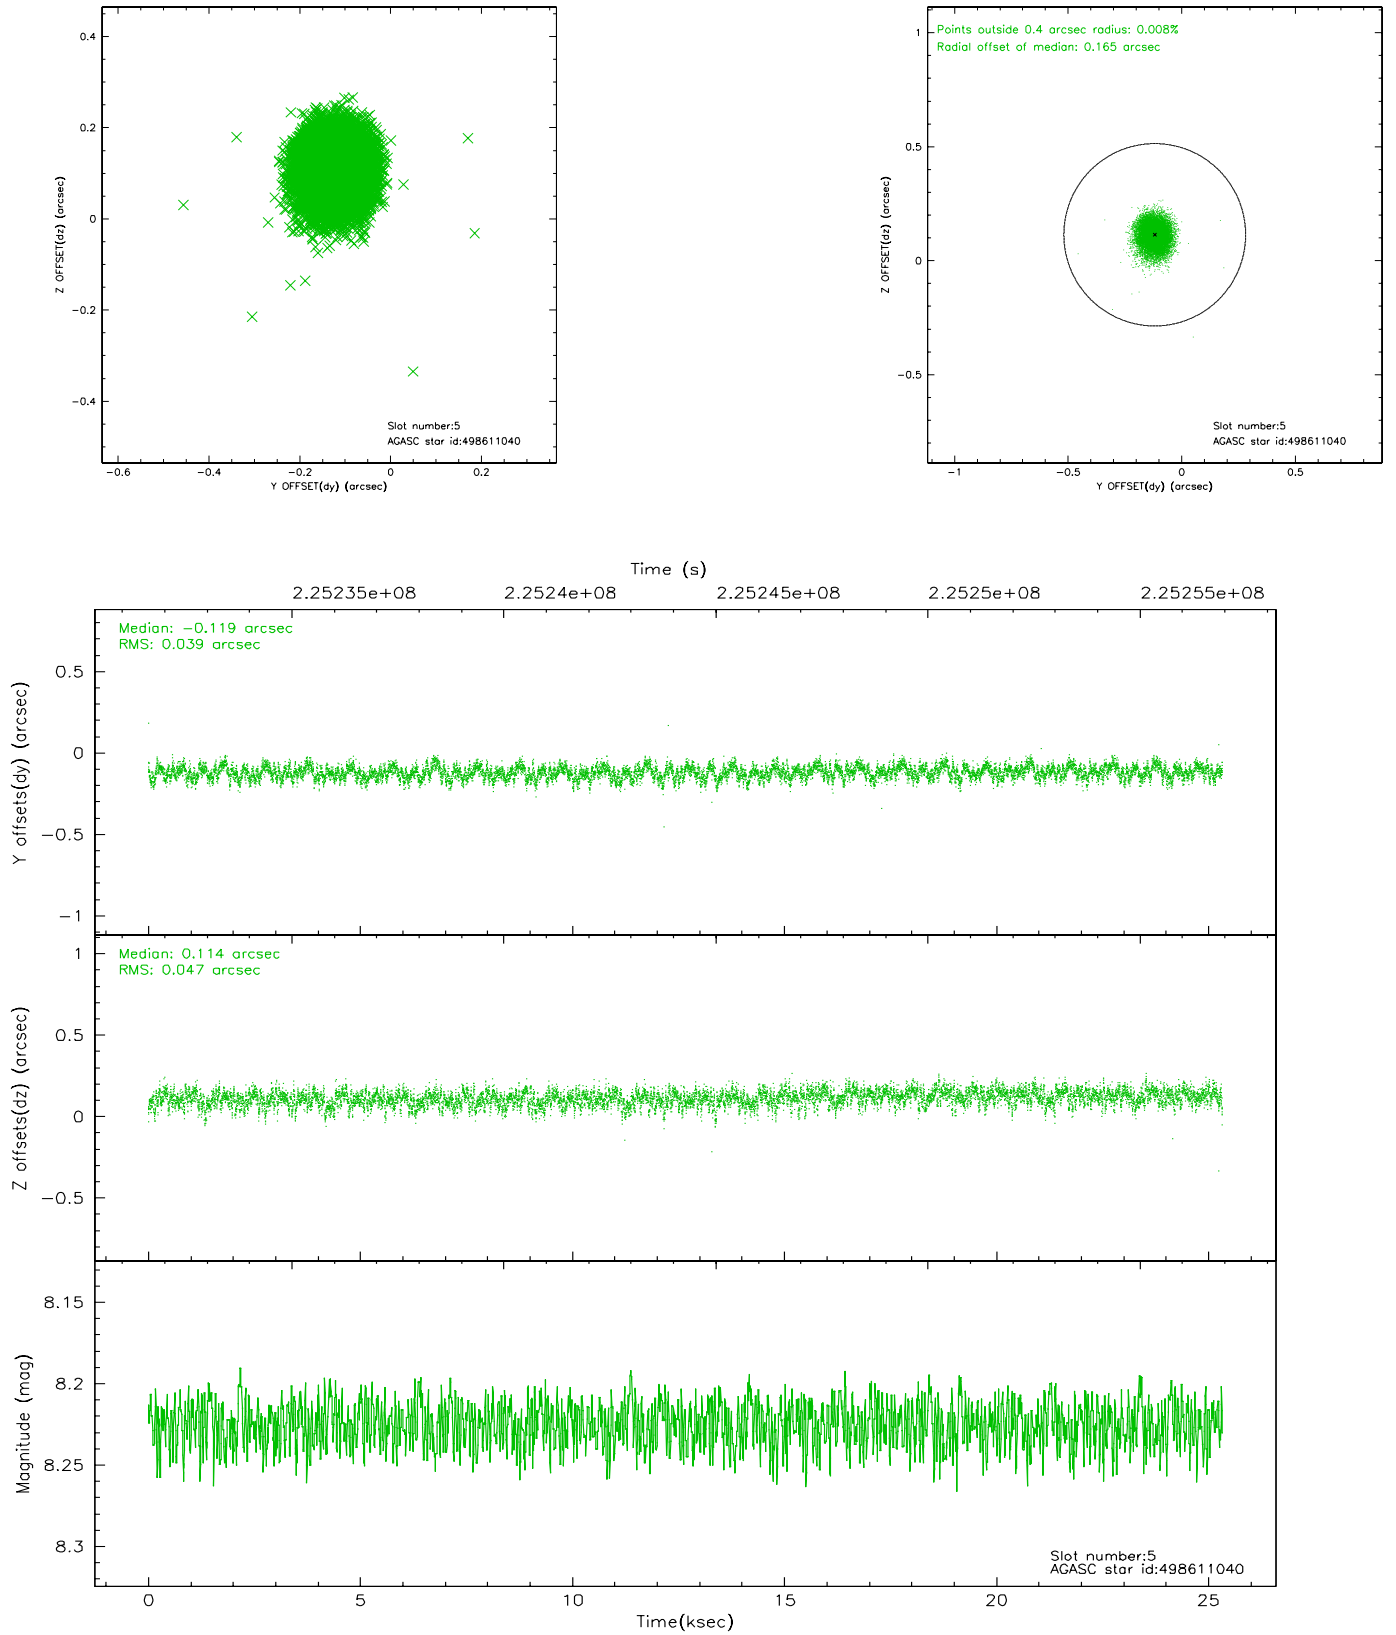 0.4
0.2
0
-0.2
-0.4
Z OFFSET(dz) (arcsec)
Slot number:5
AGASC star id:498611040
-0.6 -0.4 -0.2 0 0.2
Y OFFSET(dy) (arcsec)
Points outside 0.4 arcsec radius: 0.008%
Radial offset of median: 0.165 arcsec
1
0.5
0
-0.5
Z OFFSET(dz) (arcsec)
Slot number:5
AGASC star id:498611040
-1 -0.5 0 0.5
Y OFFSET(dy) (arcsec)
Time (s)
2.25235e+08 2.2524e+08 2.25245e+08 2.2525e+08 2.25255e+08
Median: -0.119 arcsec
RMS: 0.039 arcsec
0.5
0
-0.5
-1
Y offsets(dy) (arcsec)
Median: 0.114 arcsec
RMS: 0.047 arcsec
1
0.5
0
-0.5
Z offsets(dz) (arcsec)
8.15
8.2
8.25
8.3
Magnitude (mag)
Slot number:5
AGASC star id:498611040
0 5 10 15 20 25
Time(ksec)